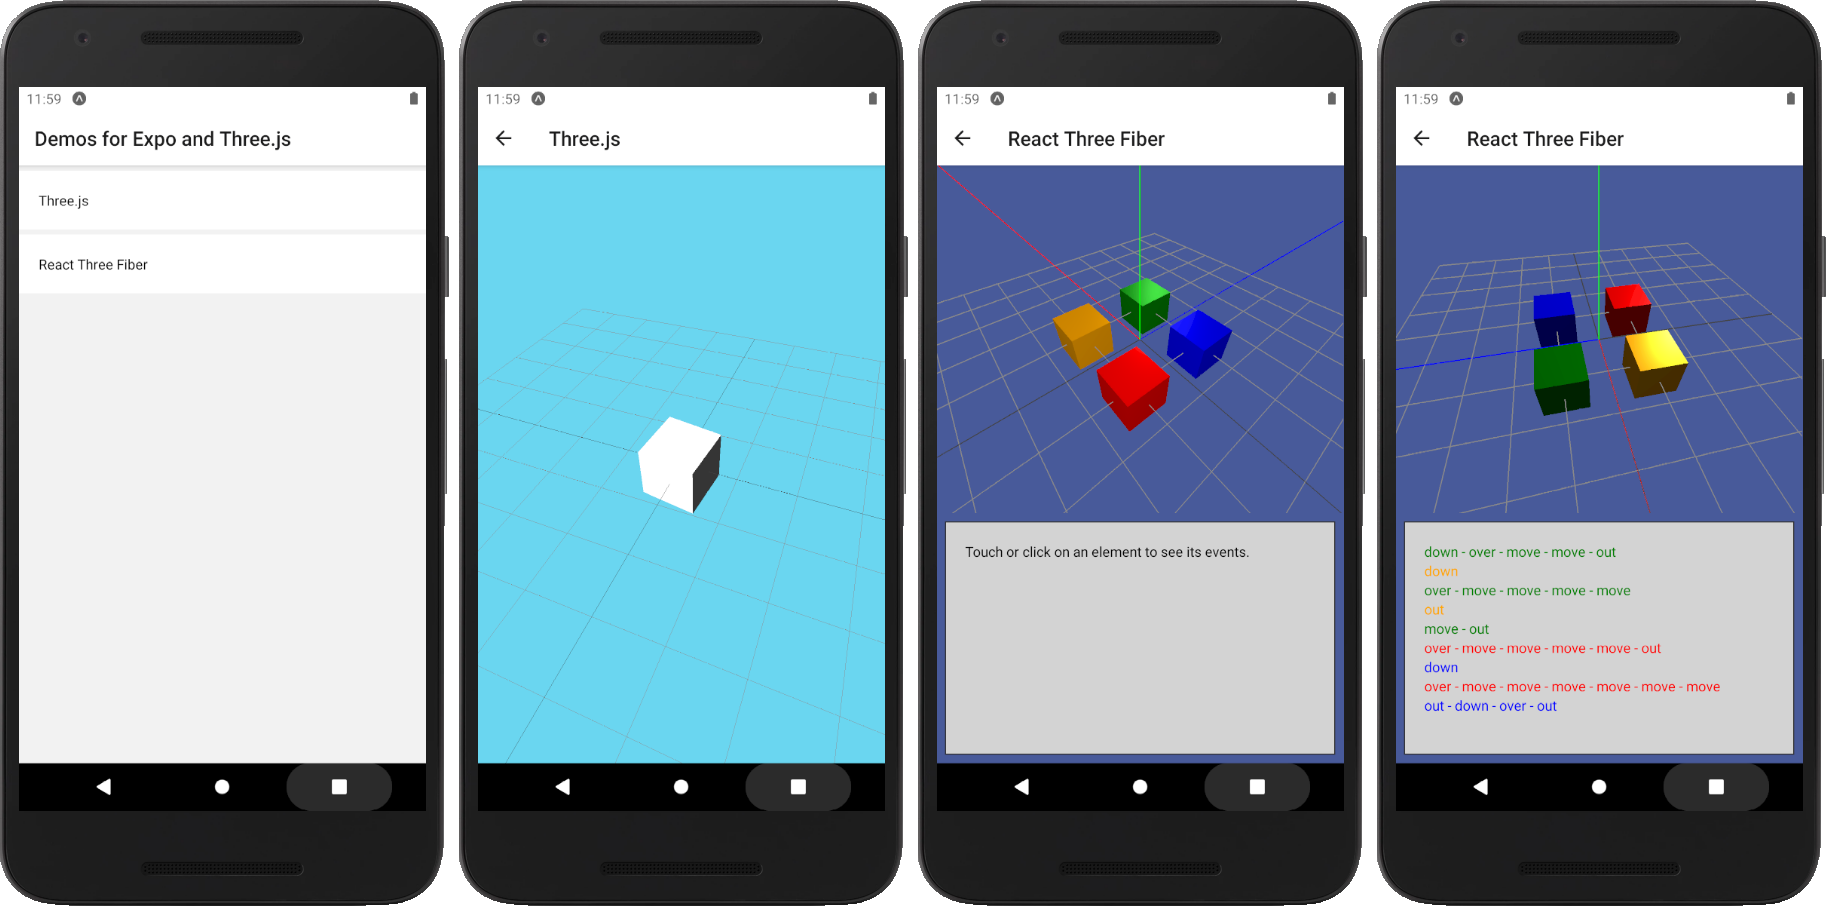 11:59
Demos for Expo and Three.js
Three.js
React Three Fiber
11:59
Three.js
11:59
React Three Fiber
Touch or click on an element to see its events.
11:59
React Three Fiber
down - over - move - move - out
down
over - move - move - move - move
out
move - out
over - move - move - move - move - out
down
over - move - move - move - move - move - move
out - down - over - out